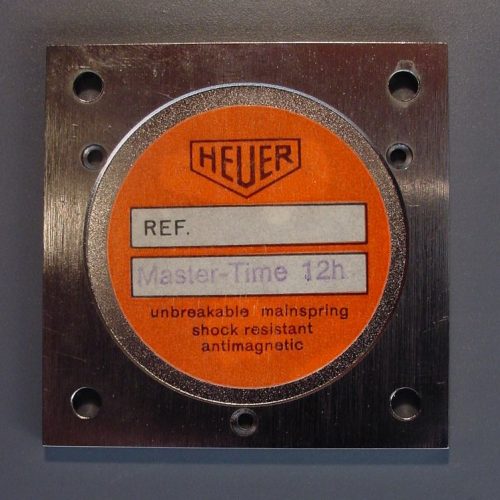 HEUER
REF.
Master-Time 12h
unbreakable mainspring
shock resistant
antimagnetic